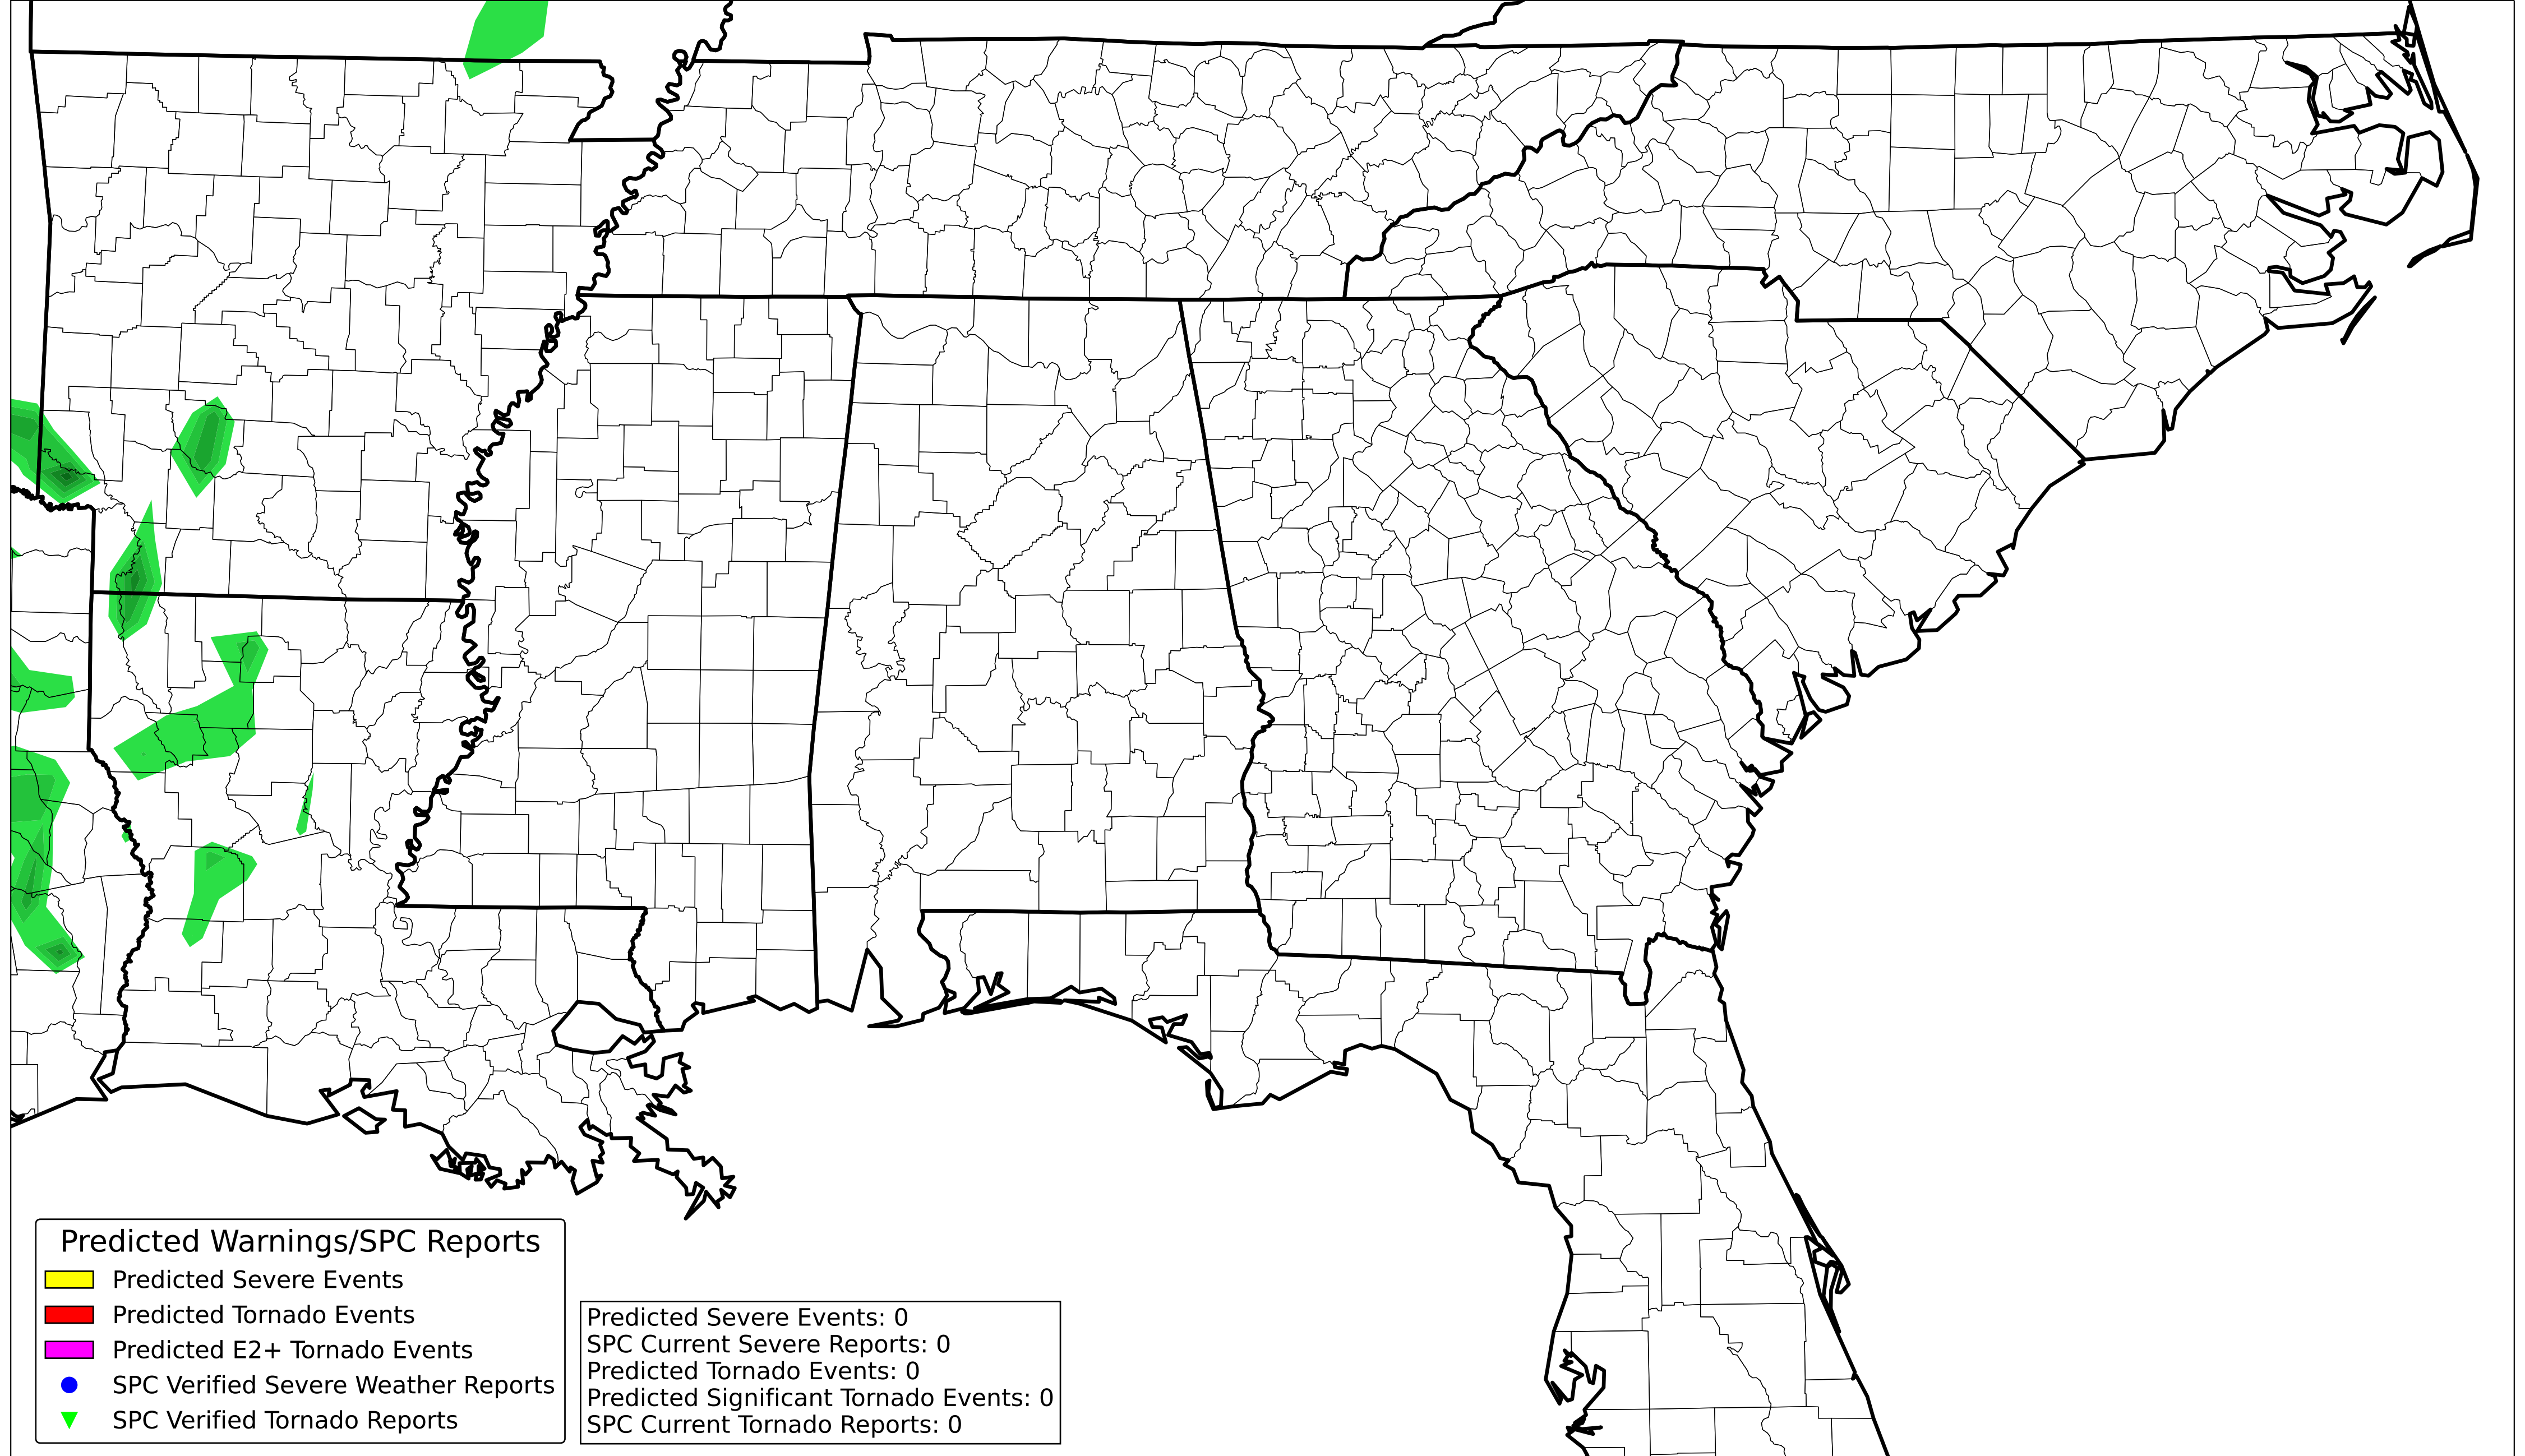 Predicted Warnings/SPC Reports
Predicted Severe Events
Predicted Tornado Events
Predicted E2+ Tornado Events
SPC Verified Severe Weather Reports
SPC Verified Tornado Reports
Predicted Severe Events: 0
SPC Current Severe Reports: 0
Predicted Tornado Events: 0
Predicted Significant Tornado Events: 0
SPC Current Tornado Reports: 0